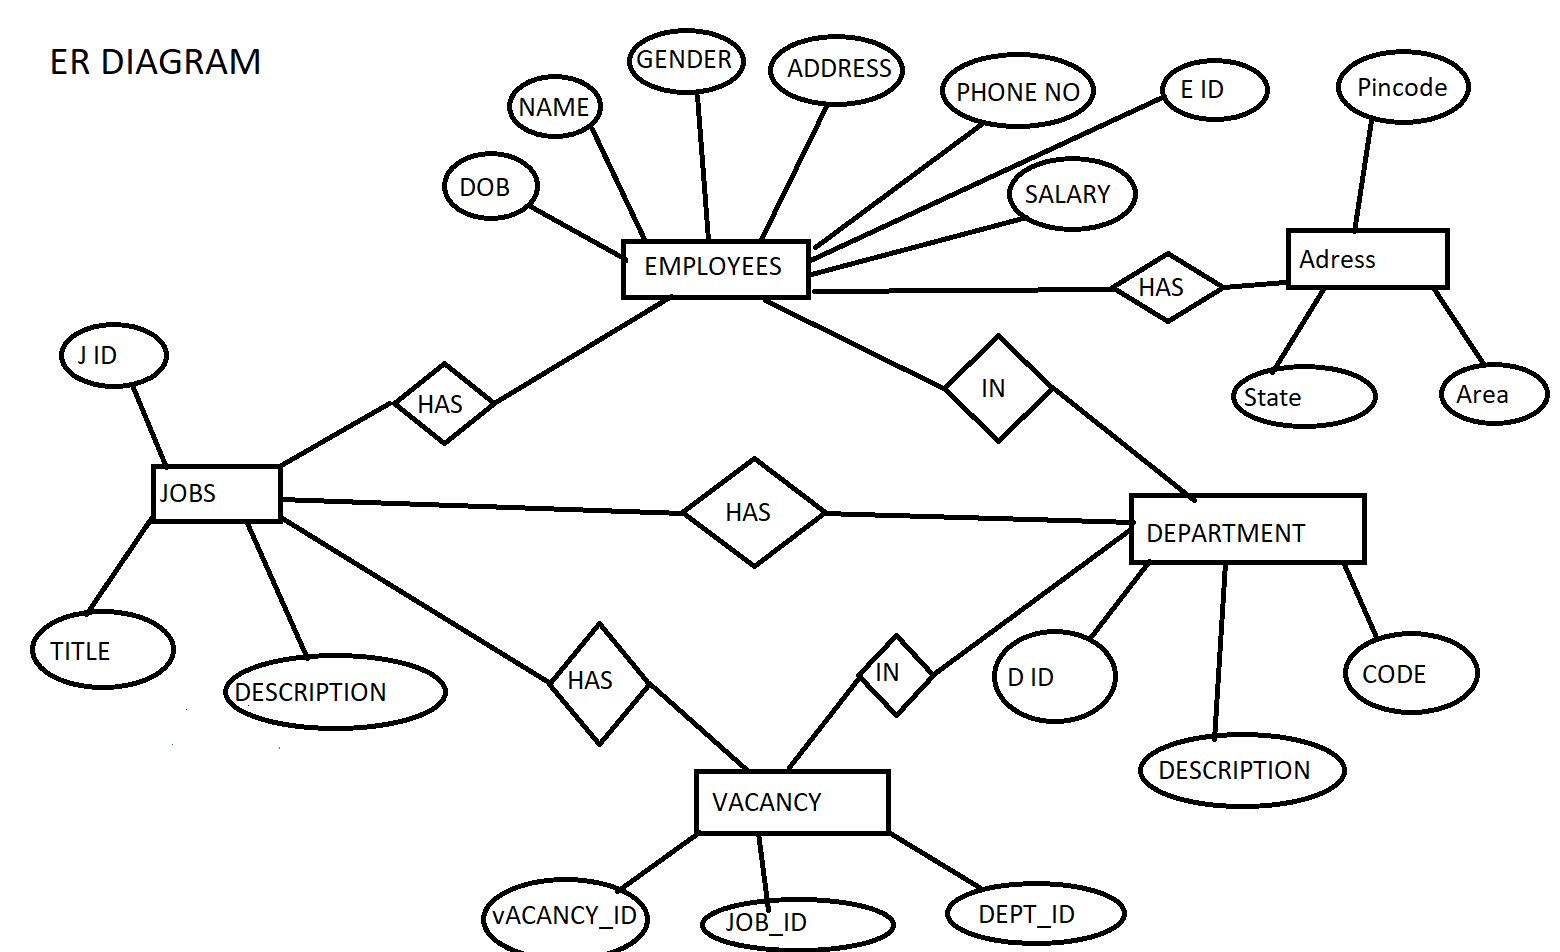 ER DIAGRAM
GENDER
ADDRESS
NAME
PHONE NO
E ID
Pincode
DOB
SALARY
EMPLOYEES
Adress
HAS
J ID
HAS
IN
State
Area
JOBS
HAS
DEPARTMENT
TITLE
DESCRIPTION
HAS
IN
D ID
CODE
DESCRIPTION
VACANCY
vACANCY_ID
JOB_ID
DEPT_ID